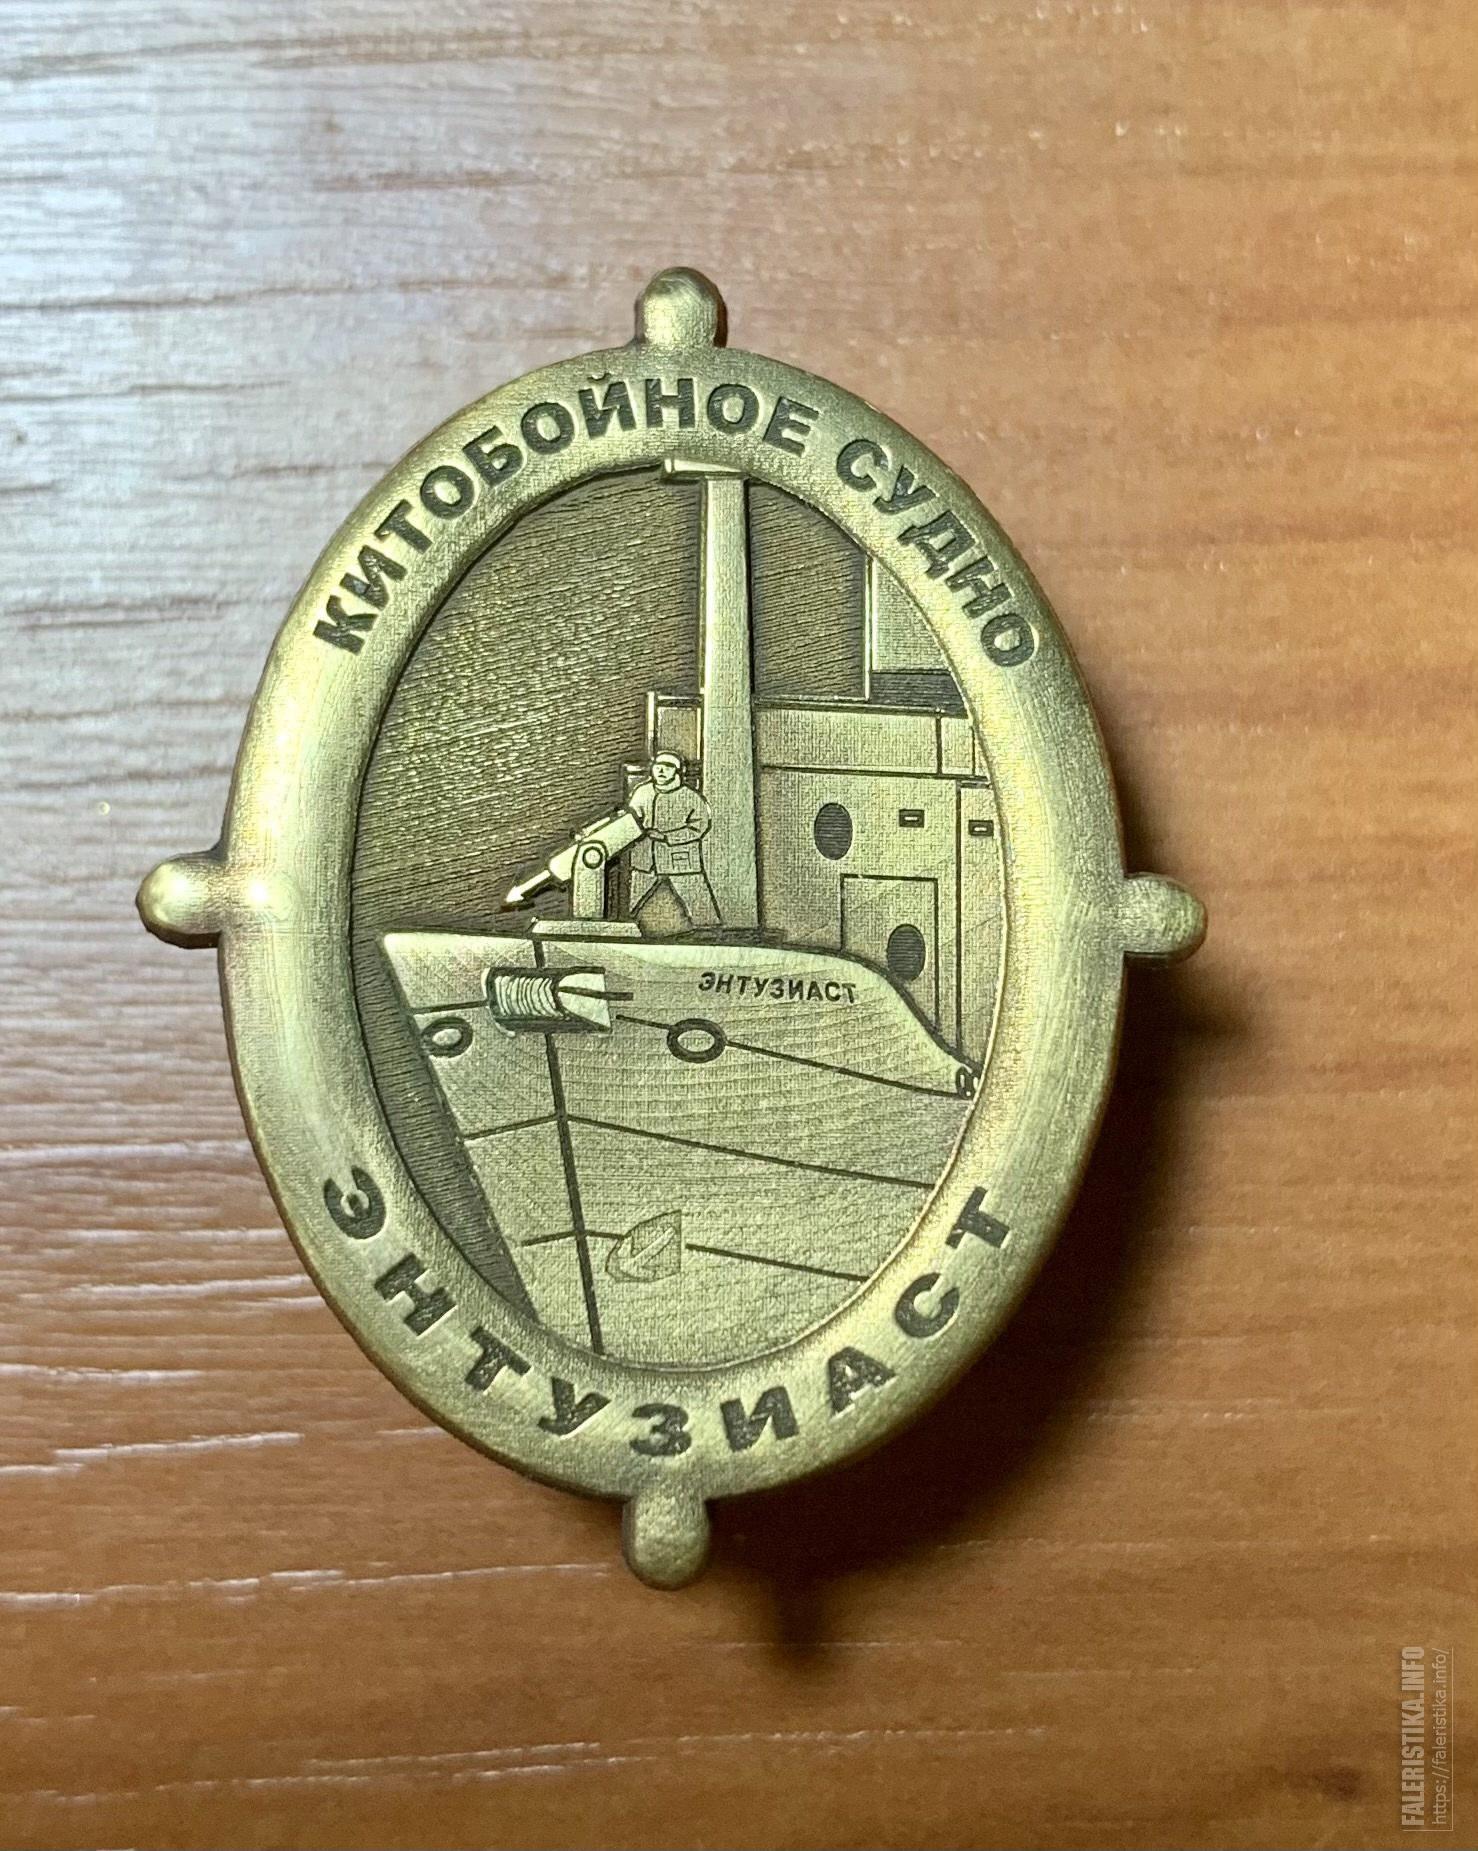 КИТОБОЙНОЕ СУДНО
ЭНТУЗИАСТ
ЭНТУЗИАСТ
FALERISTIKA.INFO
https://faleristika.info/